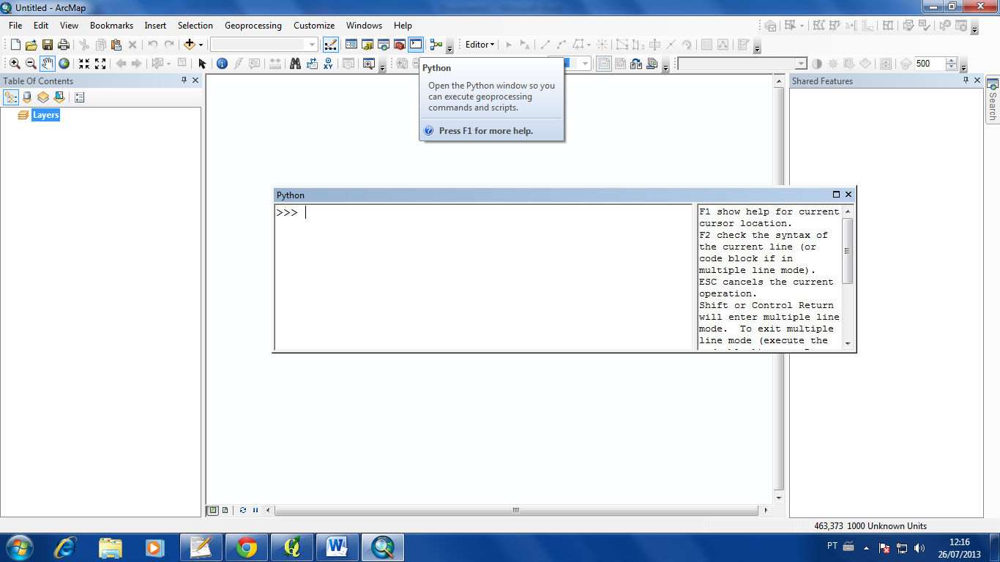 Untitled - ArcMap
File Edit View Bookmarks Insert Selection Geoprocessing Customize Windows Help
Editor
500
Table Of Contents
Layers
Python
Open the Python window so you
can execute geoprocessing
commands and scripts.
Press F1 for more help.
Shared Features
Search
Python
>>>
F1 show help for current
cursor location.
F2 check the syntax of
the current line (or
code block if in
multiple line mode).
ESC cancels the current
operation.
Shift or Control Return
will enter multiple line
mode. To exit multiple
line mode (execute the
463,373 1000 Unknown Units
PT
12:16
26/07/2013